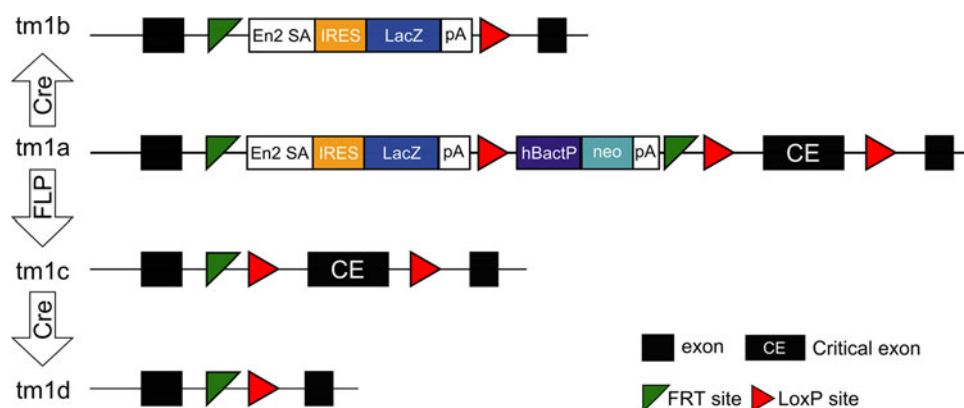 tm1b
En2 SA IRES LacZ pA
Cre
tm1a
En2 SA IRES LacZ pA hBactP neo pA CE
FLP
tm1c
CE
Cre
tm1d
exon CE Critical exon
FRT site LoxP site